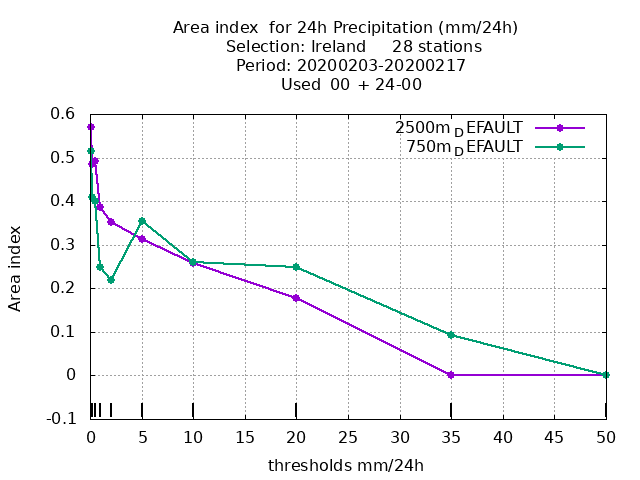 Area index  for 24h Precipitation (mm/24h)
Selection: Ireland     28 stations
Period: 20200203-20200217
Used  00 + 24-00
2500m_DEFAULT
750m_DEFAULT
0.6
0.5
0.4
0.3
0.2
0.1
0
-0.1
Area index
0 5 10 15 20 25 30 35 40 45 50
thresholds mm/24h